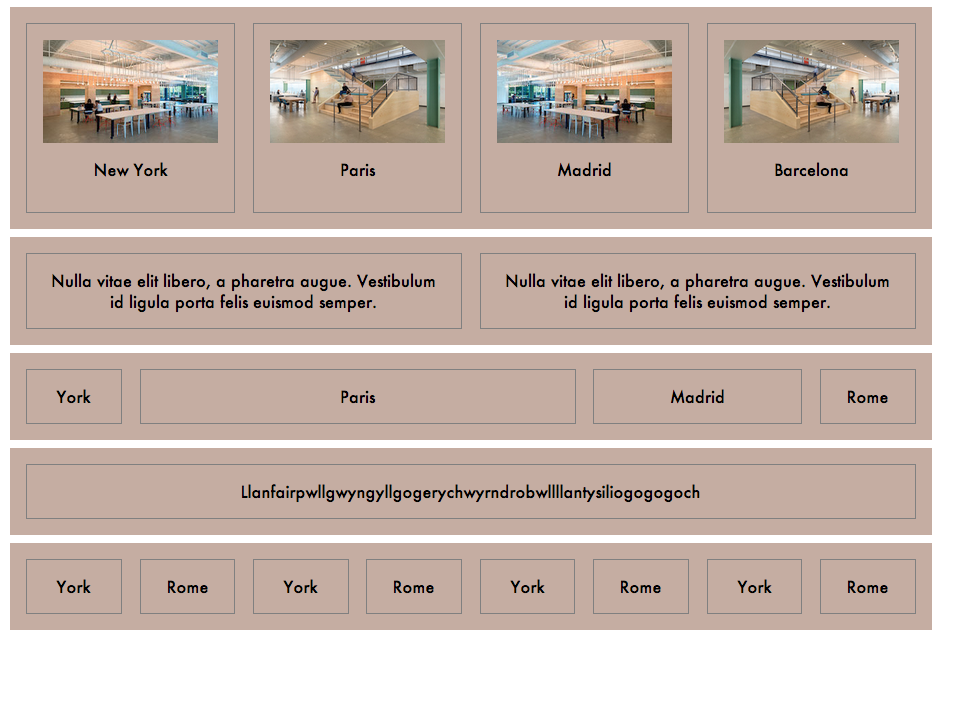 New York
Paris
Madrid
Barcelona
Nulla vitae elit libero, a pharetra augue. Vestibulum
id ligula porta felis euismod semper.
Nulla vitae elit libero, a pharetra augue. Vestibulum
id ligula porta felis euismod semper.
York
Paris
Madrid
Rome
Llanfairpwllgwyngyllgogerychwyrndrobwllllantysiliogogogoch
York
Rome
York
Rome
York
Rome
York
Rome